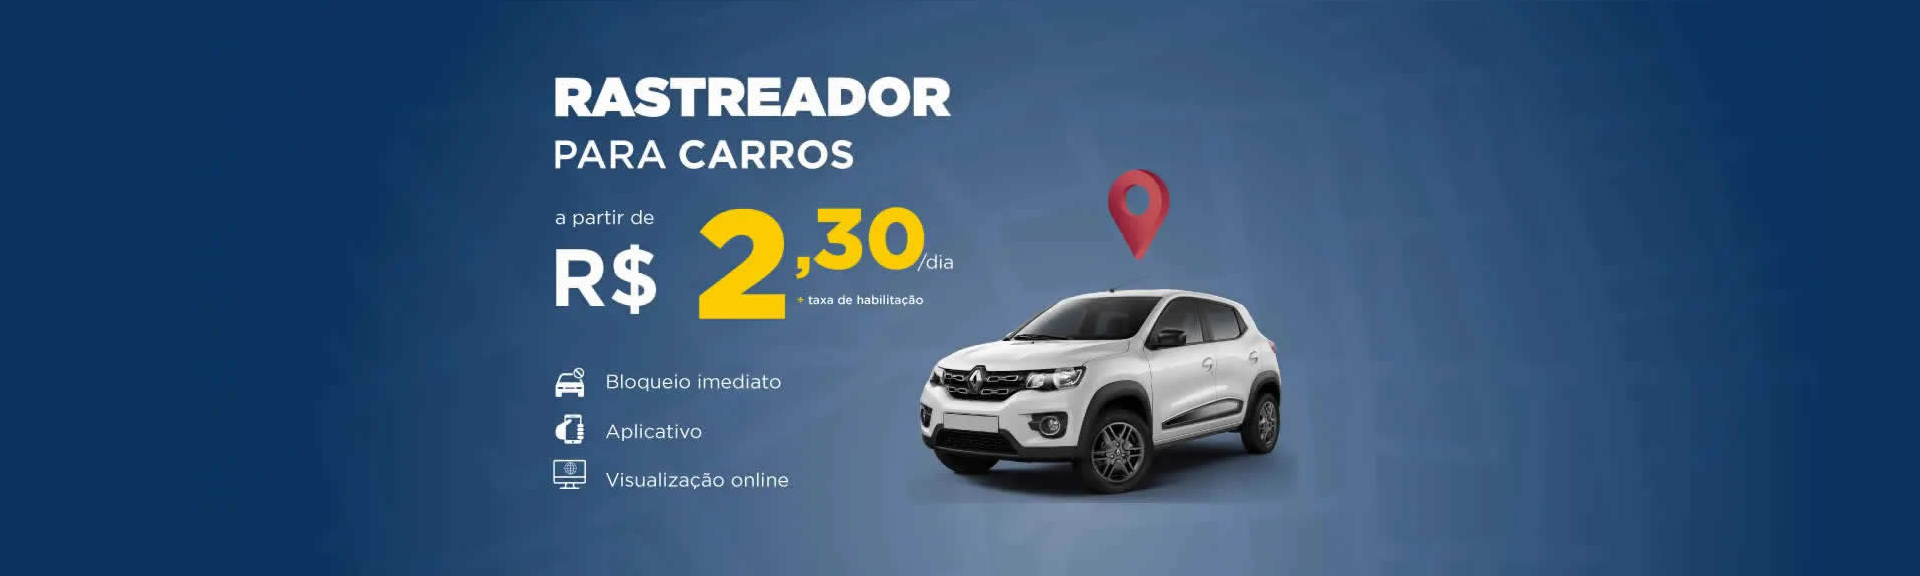 RASTREADOR
PARA CARROS
a partir de
R$ 2,30/dia
+ taxa de habilitação
Bloqueio imediato
Aplicativo
Visualização online